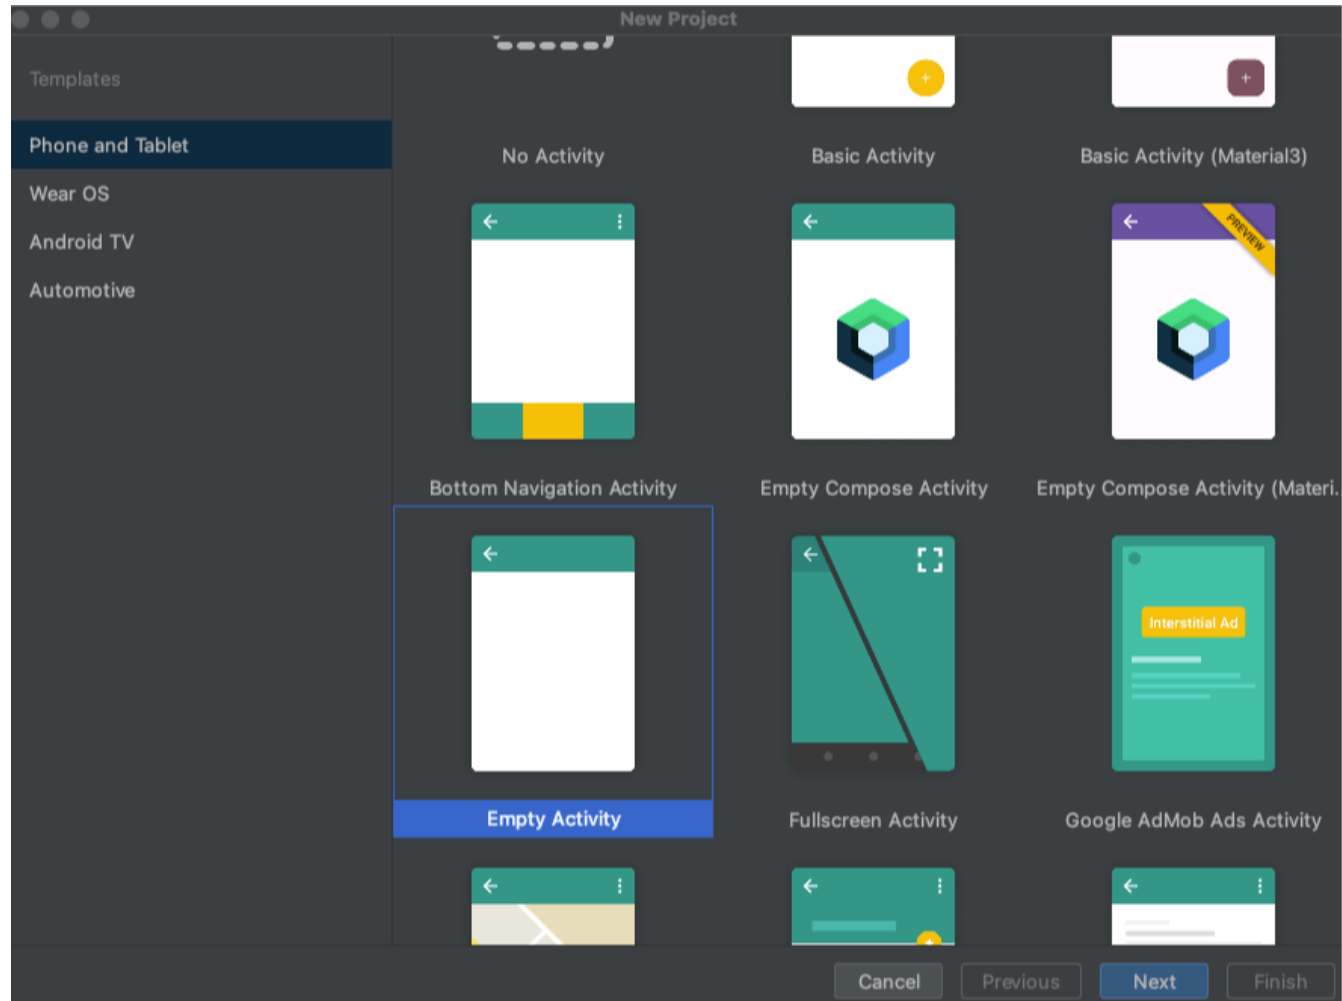 New Project
Templates
Phone and Tablet
Wear OS
Android TV
Automotive
No Activity
Basic Activity
Basic Activity (Material3)
PREVIEW
Bottom Navigation Activity
Empty Compose Activity
Empty Compose Activity (Materi.
Interstitial Ad
Empty Activity
Fullscreen Activity
Google AdMob Ads Activity
Cancel
Previous
Next
Finish